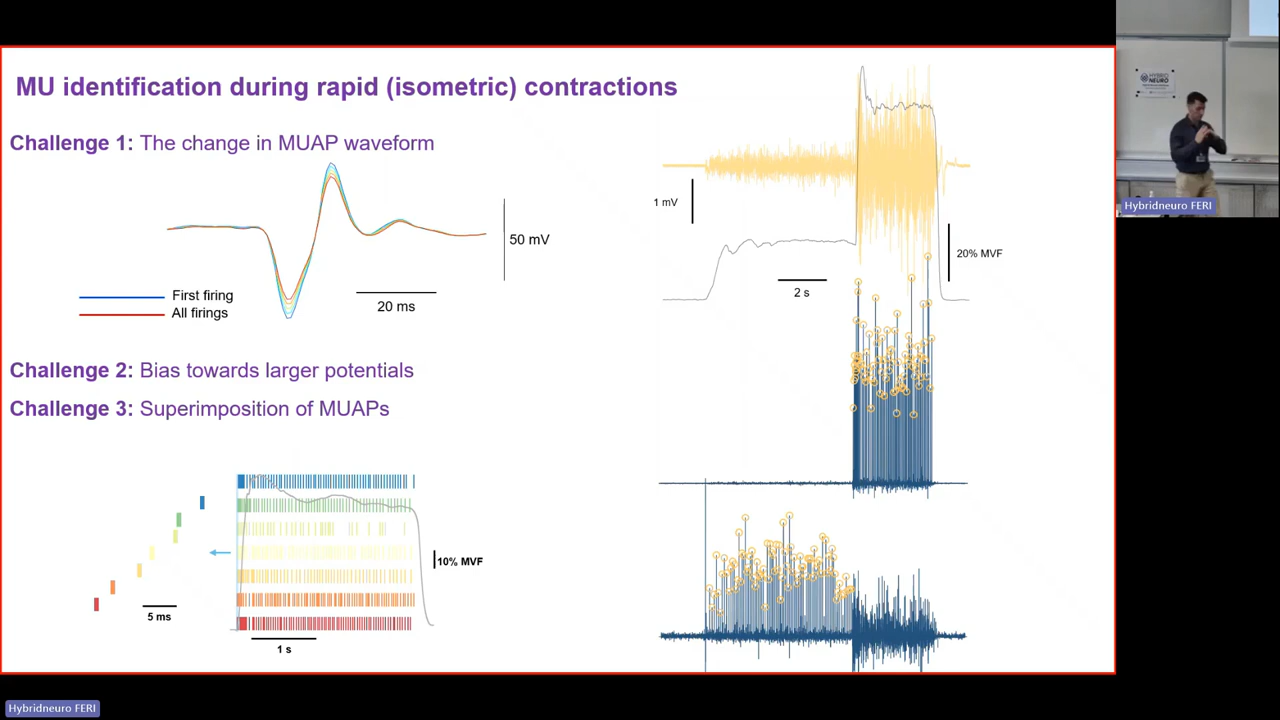 MU identification during rapid (isometric) contractions
Challenge 1: The change in MUAP waveform
50 mV
First firing
All firings
20 ms
Challenge 2: Bias towards larger potentials
Challenge 3: Superimposition of MUAPs
10% MVF
5 ms
1 s
1 mV
20% MVF
2 s
HYBRID
NEURO
Hybridneuro FERI
Hybridneuro FERI